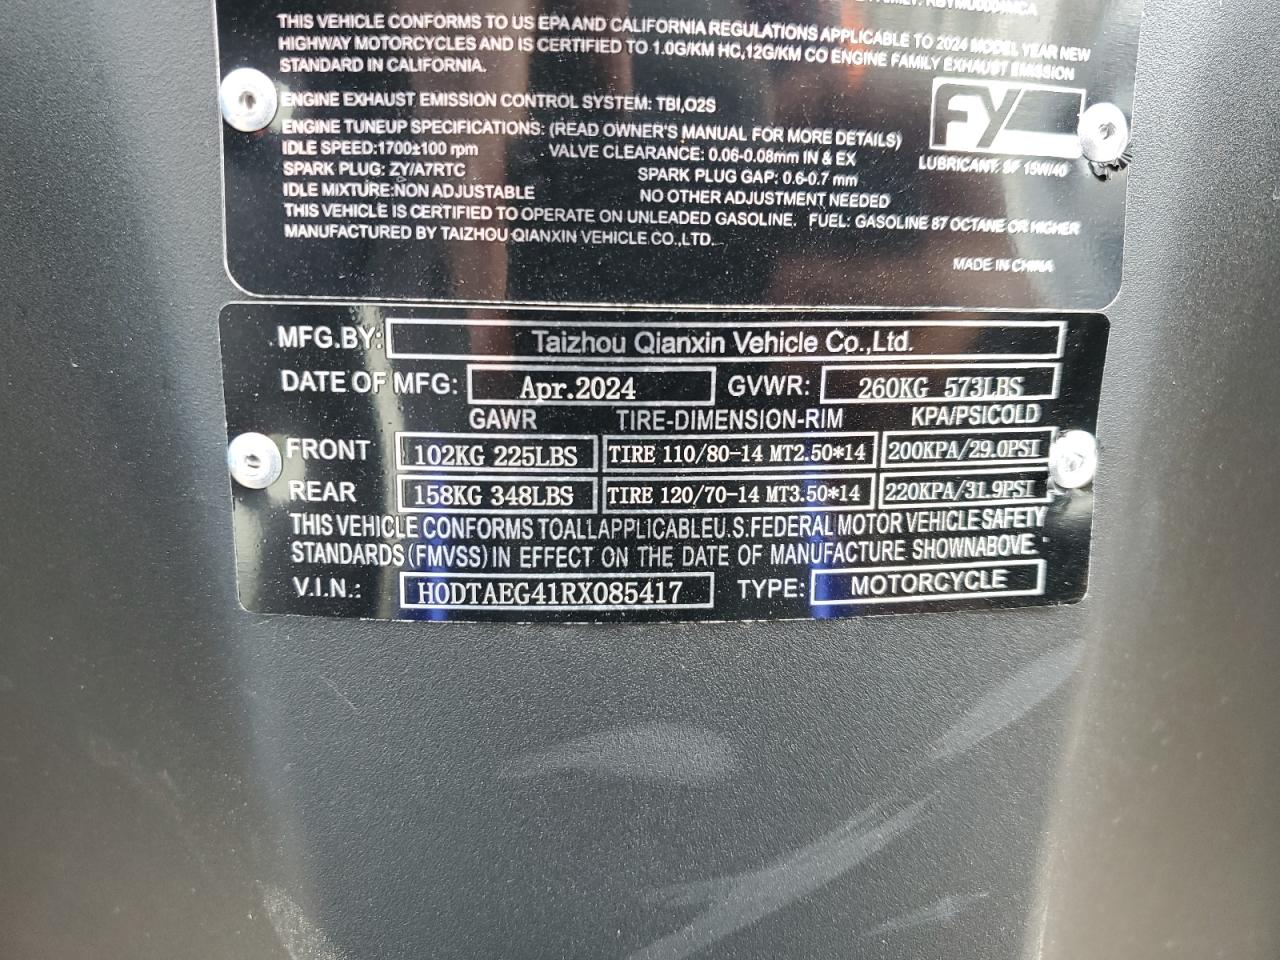 THIS VEHICLE CONFORMS TO US EPA AND CALIFORNIA REGULATIONS APPLICABLE TO 2024 MODEL YEAR NEW
HIGHWAY MOTORCYCLES AND IS CERTIFIED TO 1.0G/KM HC,12G/KM CO ENGINE FAMILY EXHAUST EMISSION
STANDARD IN CALIFORNIA.
ENGINE EXHAUST EMISSION CONTROL SYSTEM: TBI,O2S
FY
ENGINE TUNEUP SPECIFICATIONS: (READ OWNER'S MANUAL FOR MORE DETAILS)
IDLE SPEED:1700±100 rpm VALVE CLEARANCE: 0.06-0.08mm IN & EX
LUBRICANT: SF 15W/40
SPARK PLUG: ZY/A7RTC SPARK PLUG GAP: 0.6-0.7 mm
IDLE MIXTURE:NON ADJUSTABLE NO OTHER ADJUSTMENT NEEDED
THIS VEHICLE IS CERTIFIED TO OPERATE ON UNLEADED GASOLINE. FUEL: GASOLINE 87 OCTANE OR HIGHER
MANUFACTURED BY TAIZHOU QIANXIN VEHICLE.CO.,LTD.
MADE IN CHINA
MFG.BY: Taizhou Qianxin Vehicle Co.,Ltd.
DATE OF MFG: Apr.2024 GVWR: 260KG 573LBS
GAWR TIRE-DIMENSION-RIM KPA/PSICOLD
FRONT 102KG 225LBS TIRE 110/80-14 MT2.50*14 200KPA/29.0PSI
REAR 158KG 348LBS TIRE 120/70-14 MT3.50*14 220KPA/31.9PSI
THIS VEHICLE CONFORMS TOALLAPPLICABLEU.S.FEDERAL MOTOR VEHICLE SAFETY
STANDARDS (FMVSS) IN EFFECT ON THE DATE OF MANUFACTURE SHOWNABOVE.
V.I.N.: H0DTAEG41RX085417 TYPE: MOTORCYCLE